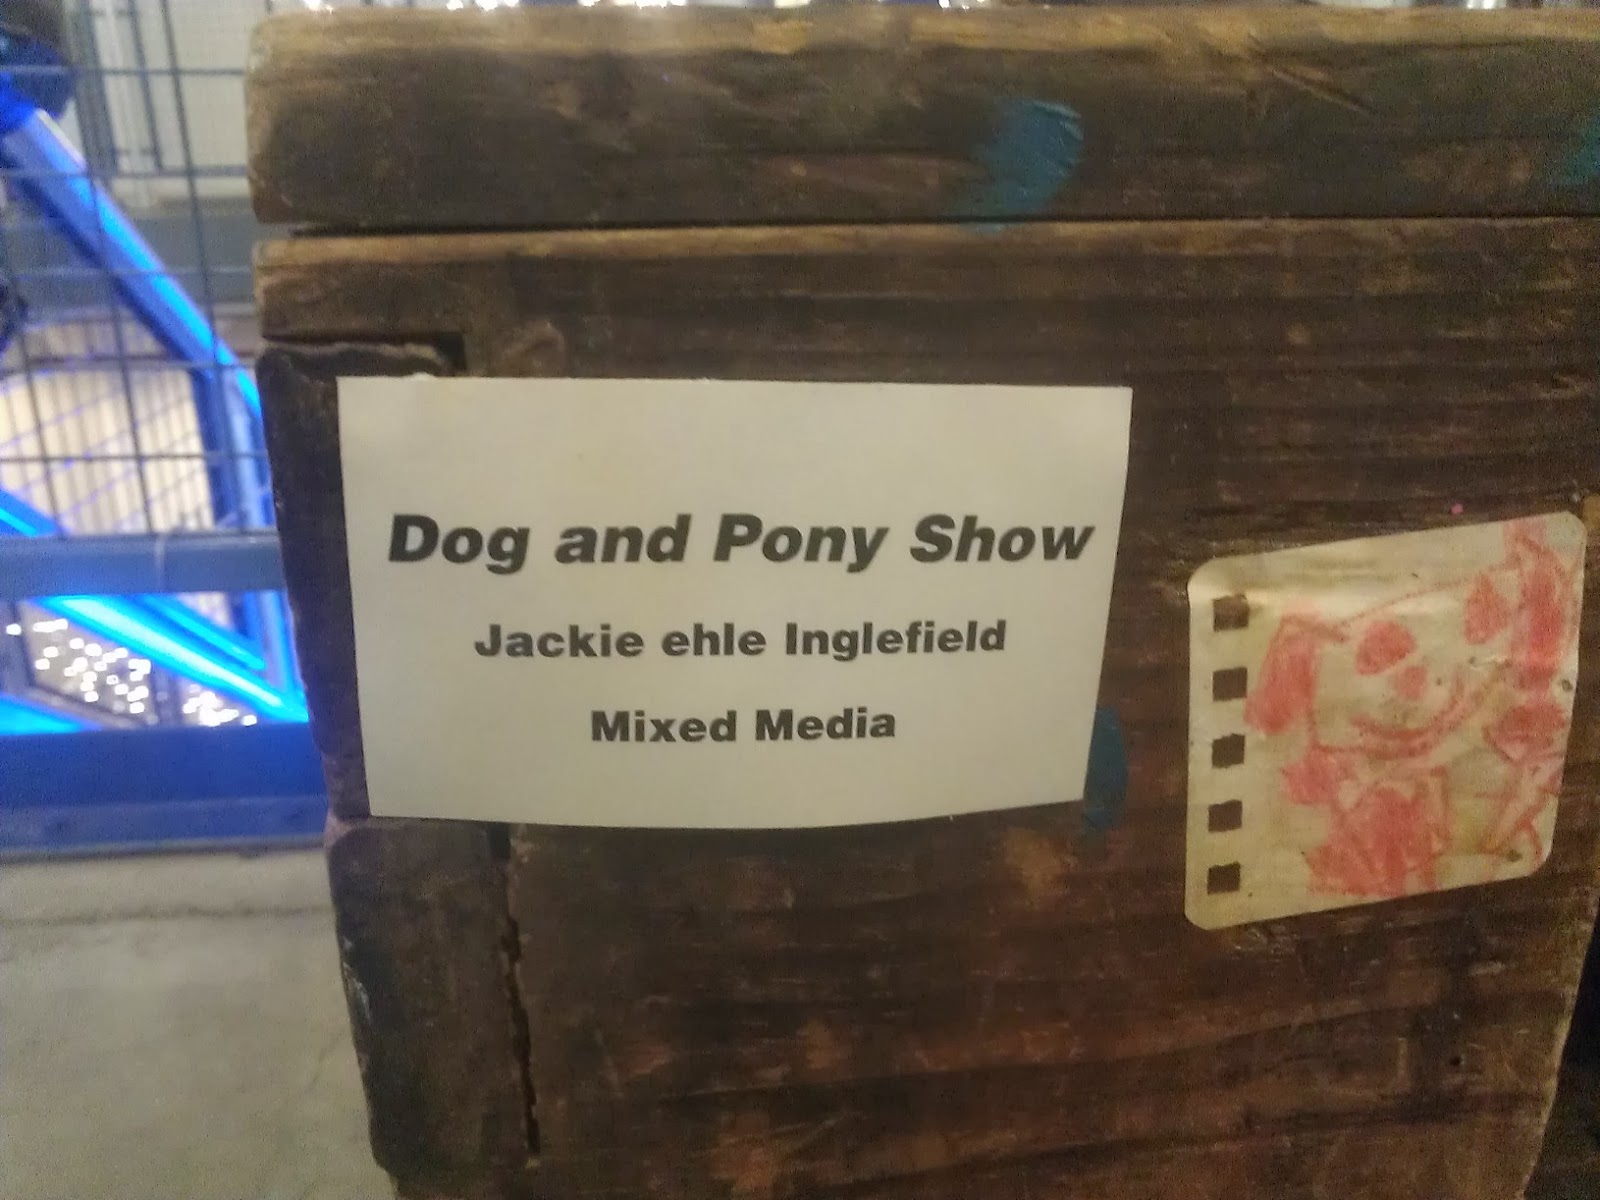 Dog and Pony Show
Jackie ehle Inglefield
Mixed Media